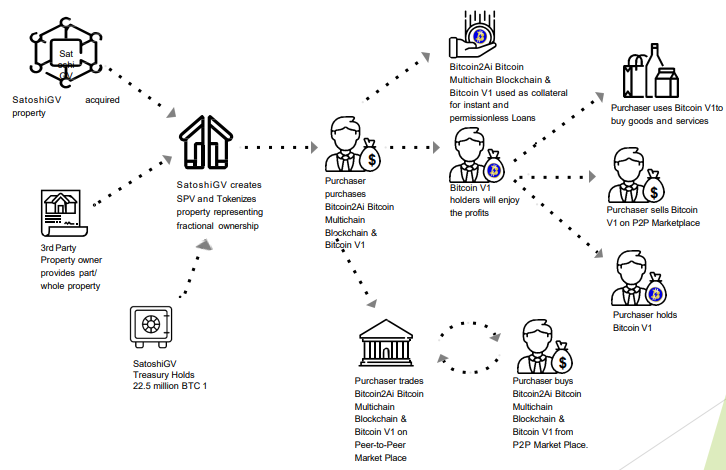 Sat
oshi
GV
SatoshiGV acquired
property
3rd Party
Property owner
provides part/
whole property
SatoshiGV
Treasury Holds
22.5 million BTC 1
SatoshiGV creates
SPV and Tokenizes
property representing
fractional ownership
$
Purchaser
purchases
Bitcoin2Ai Bitcoin
Multichain
Blockchain &
Bitcoin V1
Bitcoin2Ai Bitcoin
Multichain Blockchain &
Bitcoin V1 used as collateral
for instant and
permissionless Loans
Bitcoin V1
holders will enjoy
the profits
Purchaser uses Bitcoin V1to
buy goods and services
$
Purchaser sells Bitcoin
V1 on P2P Marketplace
Purchaser holds
Bitcoin V1
Purchaser trades
Bitcoin2Ai Bitcoin
Multichain
Blockchain &
Bitcoin V1 on
Peer-to-Peer
Market Place
$
Purchaser buys
Bitcoin2Ai Bitcoin
Multichain
Blockchain &
Bitcoin V1 from
P2P Market Place.